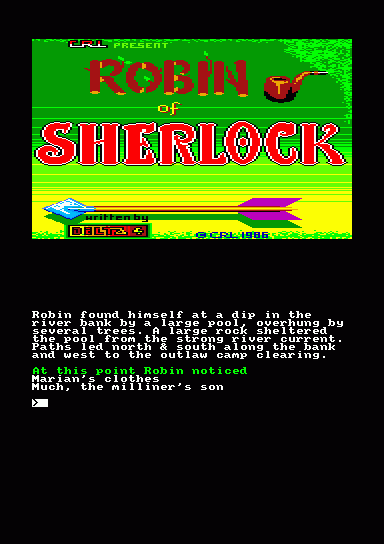 CRL PRESENT
ROBIN
of
SHERLOCK
written by
DELTA 4
© CRL 1986
Robin found himself at a dip in the
river bank by a large pool, overhung by
several trees. A large rock sheltered
the pool from the strong river current.
Paths led north & south along the bank
and west to the outlaw camp clearing.
At this point Robin noticed
Marian's clothes
Much, the milliner's son
>